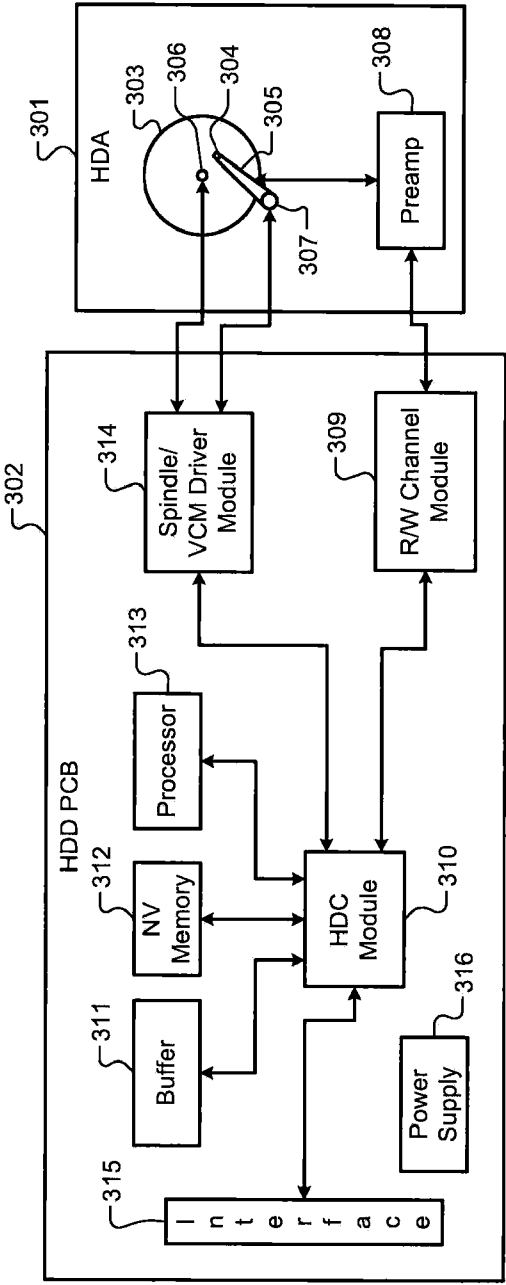 302
HDD PCB
315
Interface
311
Buffer
312
NV
Memory
313
Processor
314
Spindle/
VCM Driver
Module
HDC
Module
310
Power
Supply
316
309
R/W Channel
Module
301
HDA
303
306
304
305
307
308
Preamp